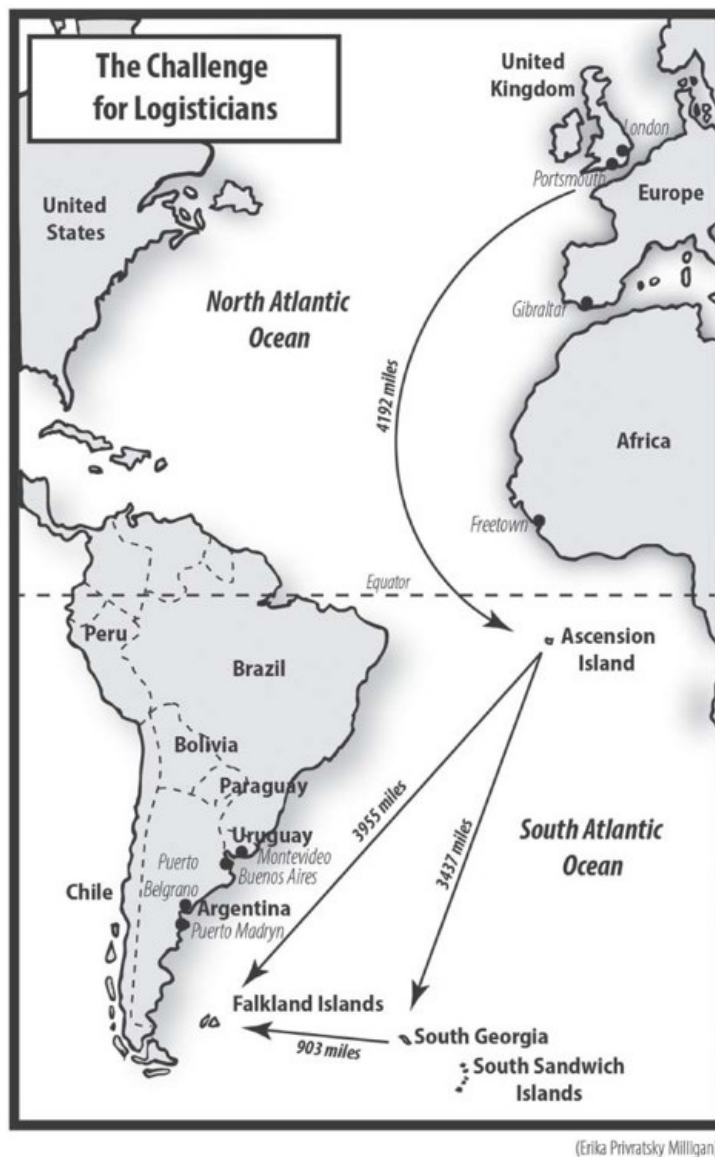 The Challenge
for Logisticians
United
Kingdom
London
Portsmouth
Europe
United
States
North Atlantic
Ocean
Gibraltar
4192 miles
Africa
Freetown
Equator
Ascension
Island
Peru
Brazil
Bolivia
Paraguay
3955 miles
3437 miles
South Atlantic
Ocean
Uruguay
Montevideo
Buenos Aires
Puerto
Belgrano
Chile
Argentina
Puerto Madryn
Falkland Islands
903 miles
South Georgia
South Sandwich
Islands
(Erika Privratsky Milligan)